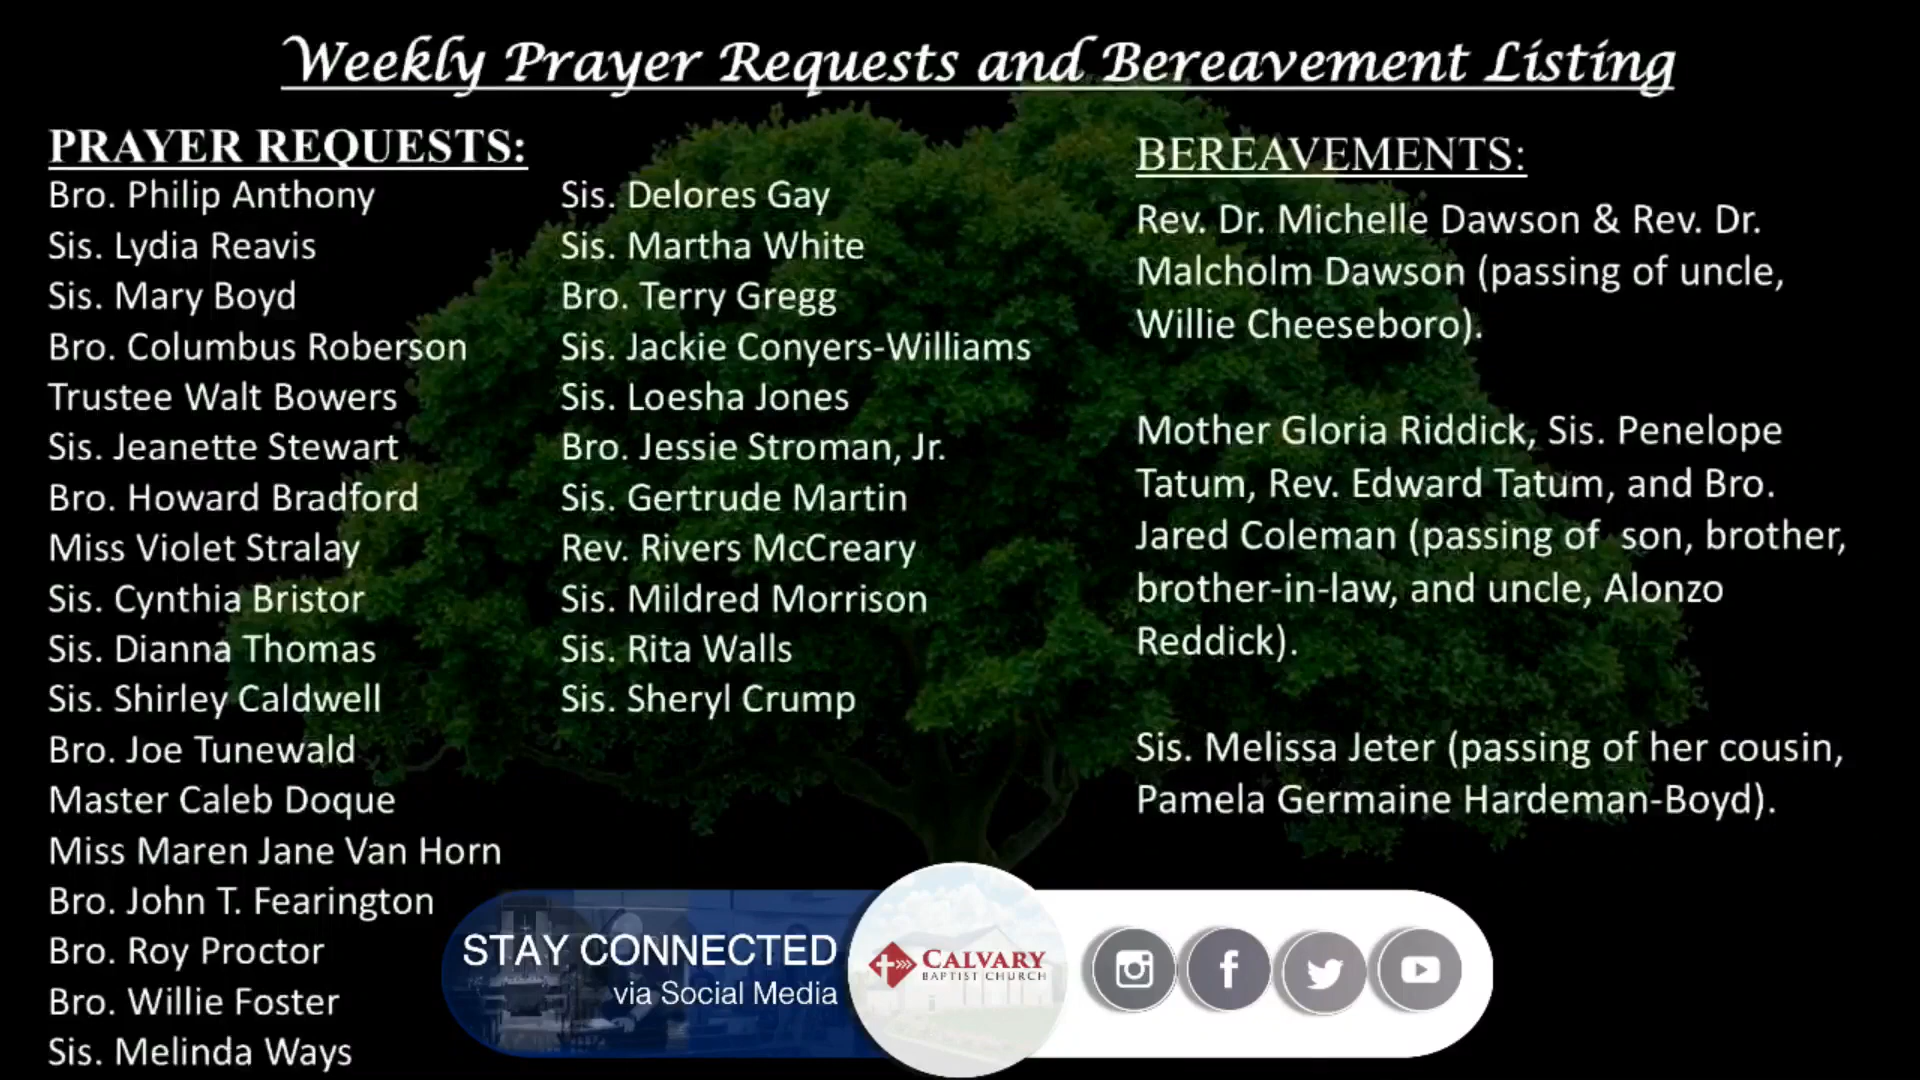 Weekly Prayer Requests and Bereavement Listing
PRAYER REQUESTS:
Bro. Philip Anthony
Sis. Lydia Reavis
Sis. Mary Boyd
Bro. Columbus Roberson
Trustee Walt Bowers
Sis. Jeanette Stewart
Bro. Howard Bradford
Miss Violet Stralay
Sis. Cynthia Bristor
Sis. Dianna Thomas
Sis. Shirley Caldwell
Bro. Joe Tunewald
Master Caleb Doque
Miss Maren Jane Van Horn
Bro. John T. Fearington
Bro. Roy Proctor
Bro. Willie Foster
Sis. Melinda Ways
Sis. Delores Gay
Sis. Martha White
Bro. Terry Gregg
Sis. Jackie Conyers-Williams
Sis. Loesha Jones
Bro. Jessie Stroman, Jr.
Sis. Gertrude Martin
Rev. Rivers McCreary
Sis. Mildred Morrison
Sis. Rita Walls
Sis. Sheryl Crump
BEREAVEMENTS:
Rev. Dr. Michelle Dawson & Rev. Dr.
Malcholm Dawson (passing of uncle,
Willie Cheeseboro).
Mother Gloria Riddick, Sis. Penelope
Tatum, Rev. Edward Tatum, and Bro.
Jared Coleman (passing of son, brother,
brother-in-law, and uncle, Alonzo
Reddick).
Sis. Melissa Jeter (passing of her cousin,
Pamela Germaine Hardeman-Boyd).
STAY CONNECTED
via Social Media
CALVARY
BAPTIST CHURCH